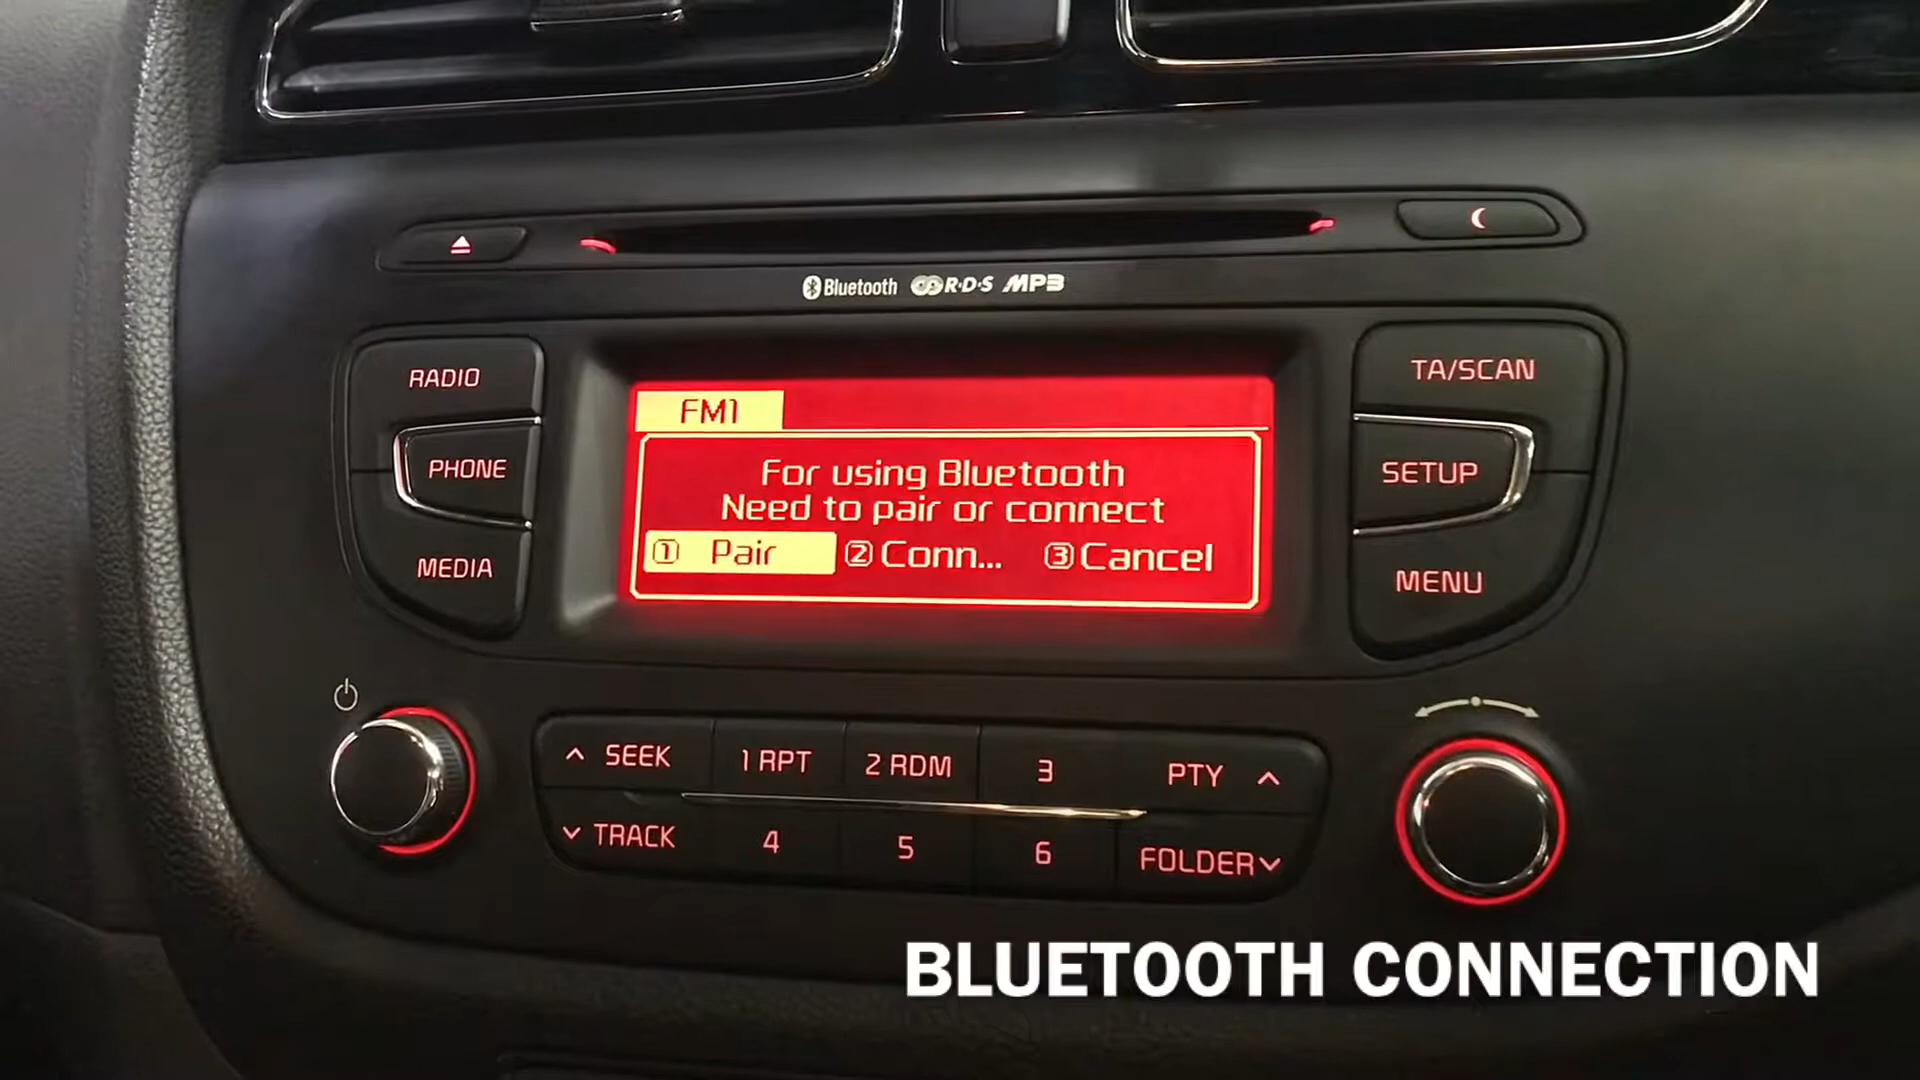 Bluetooth R·D·S MP3
RADIO
PHONE
MEDIA
FM1
For using Bluetooth
Need to pair or connect
① Pair ② Conn... ③ Cancel
TA/SCAN
SETUP
MENU
SEEK 1 RPT 2 RDM 3 PTY
TRACK 4 5 6 FOLDER
BLUETOOTH CONNECTION